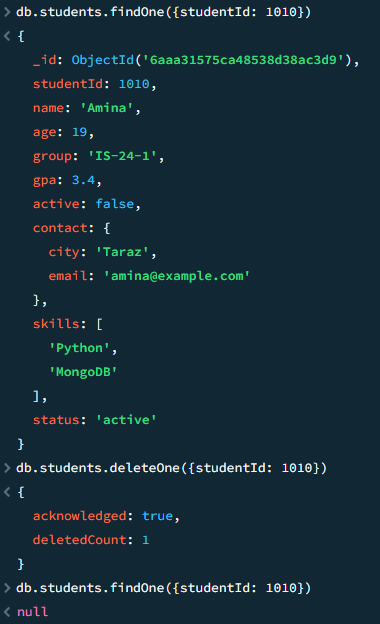 > db.students.findOne({studentId: 1010})
< {
    _id: ObjectId('6aaa31575ca48538d38ac3d9'),
    studentId: 1010,
    name: 'Amina',
    age: 19,
    group: 'IS-24-1',
    gpa: 3.4,
    active: false,
    contact: {
      city: 'Taraz',
      email: 'amina@example.com'
    },
    skills: [
      'Python',
      'MongoDB'
    ],
    status: 'active'
  }
> db.students.deleteOne({studentId: 1010})
< {
    acknowledged: true,
    deletedCount: 1
  }
> db.students.findOne({studentId: 1010})
< null